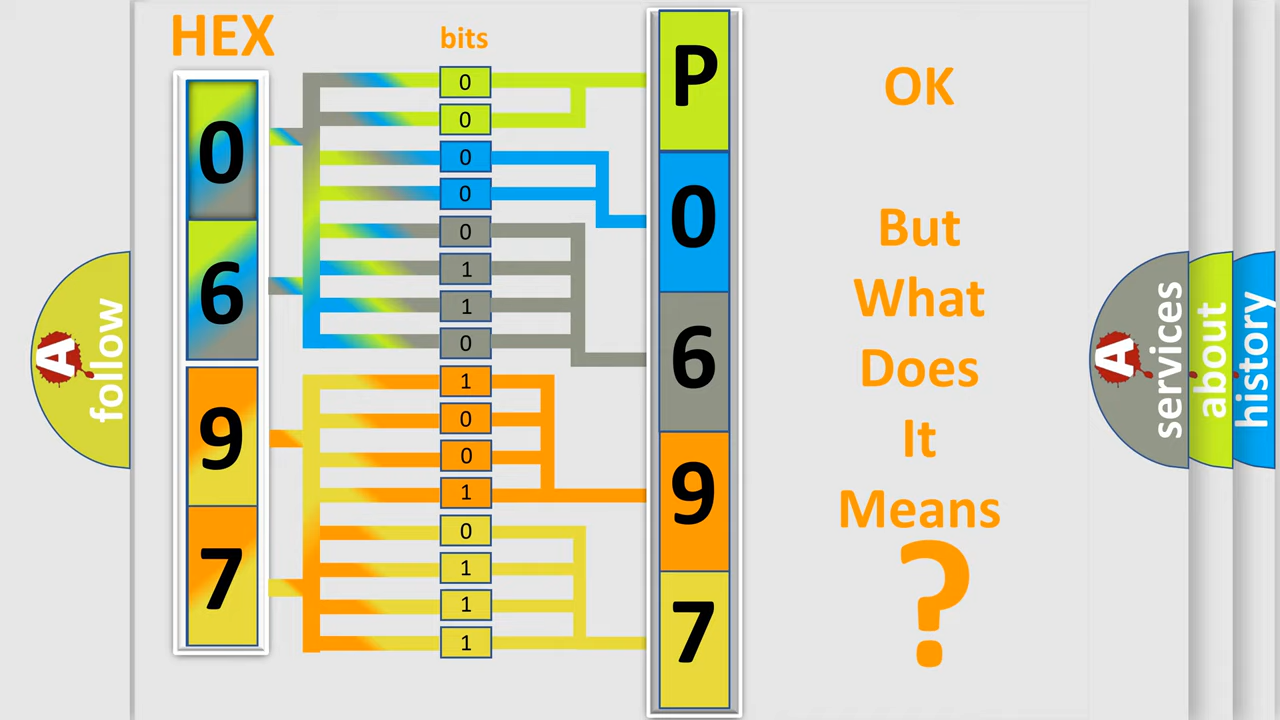 HEX
bits
0
6
9
7
0
0
0
0
0
1
1
0
1
0
0
1
0
1
1
1
P
0
6
9
7
OK
But
What
Does
It
Means
?
A
follow
A
services
about
history